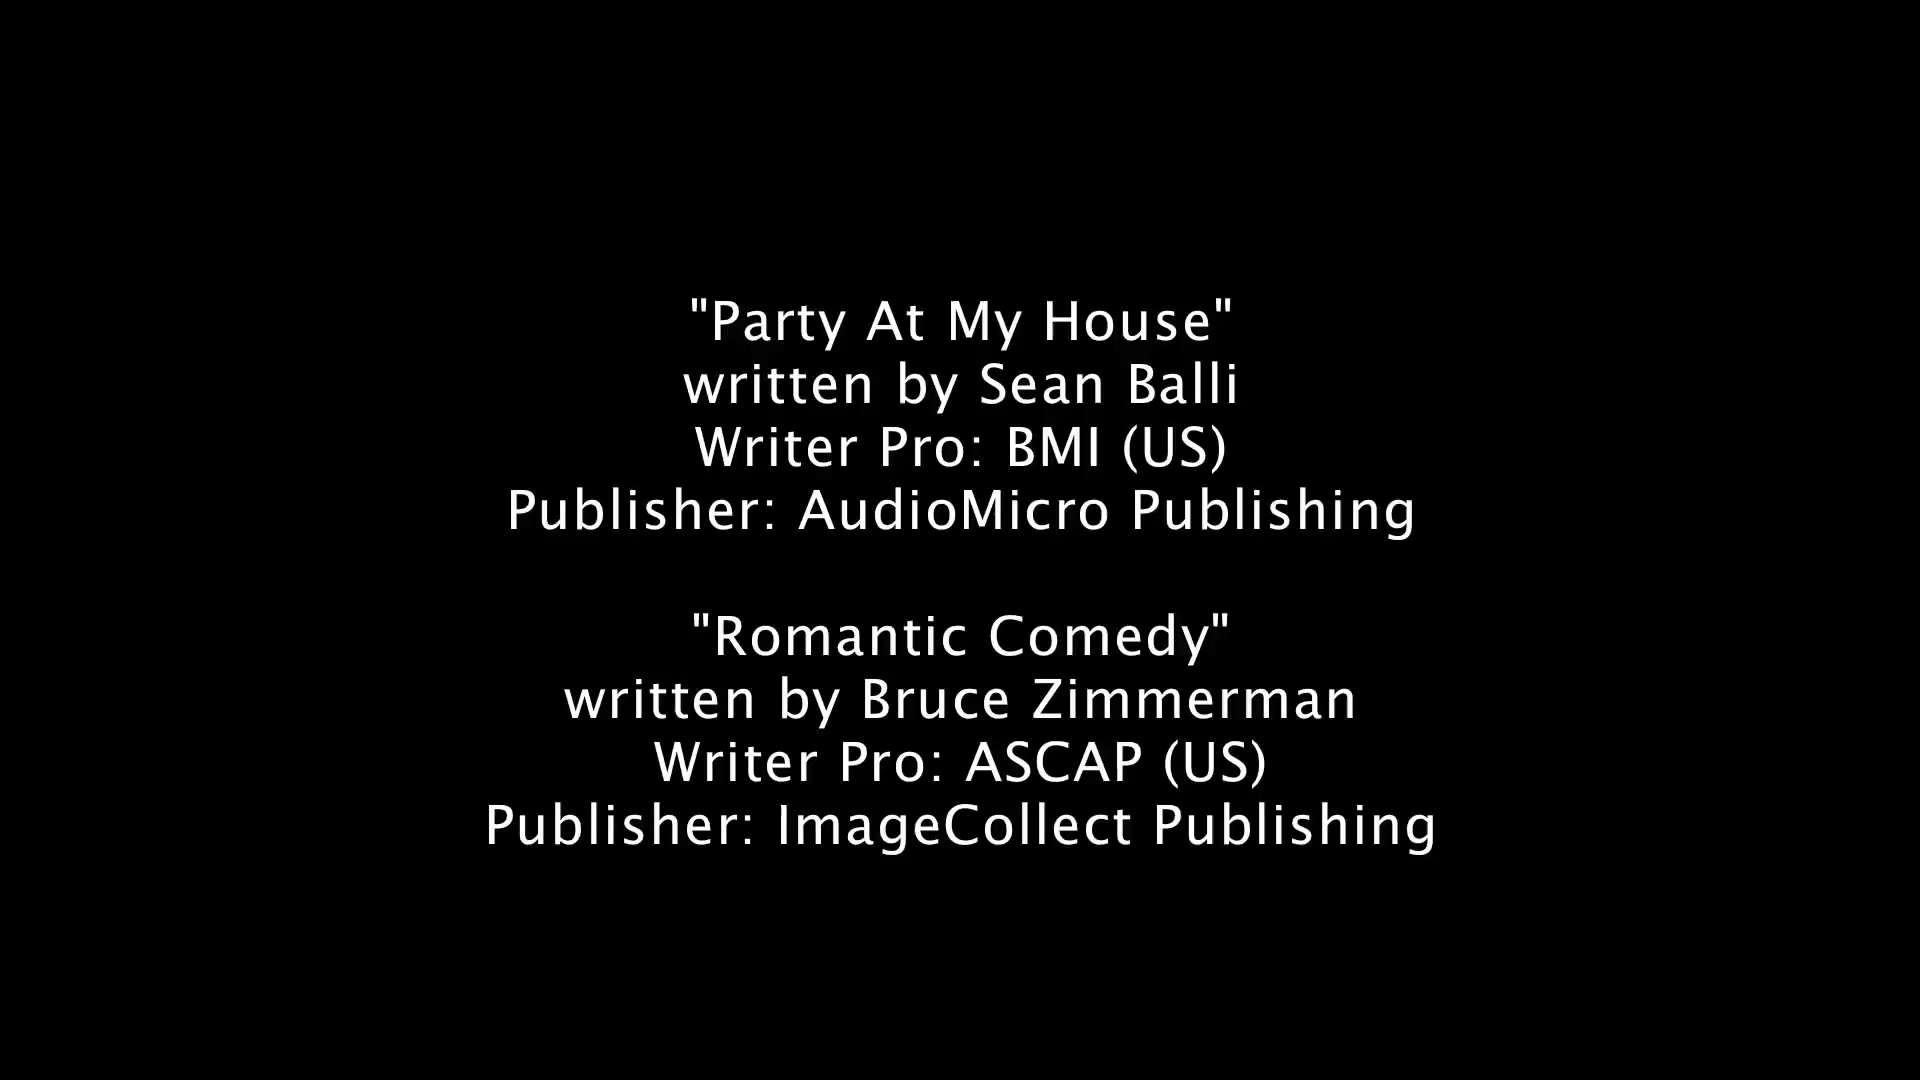 "Party At My House"
written by Sean Balli
Writer Pro: BMI (US)
Publisher: AudioMicro Publishing
"Romantic Comedy"
written by Bruce Zimmerman
Writer Pro: ASCAP (US)
Publisher: ImageCollect Publishing